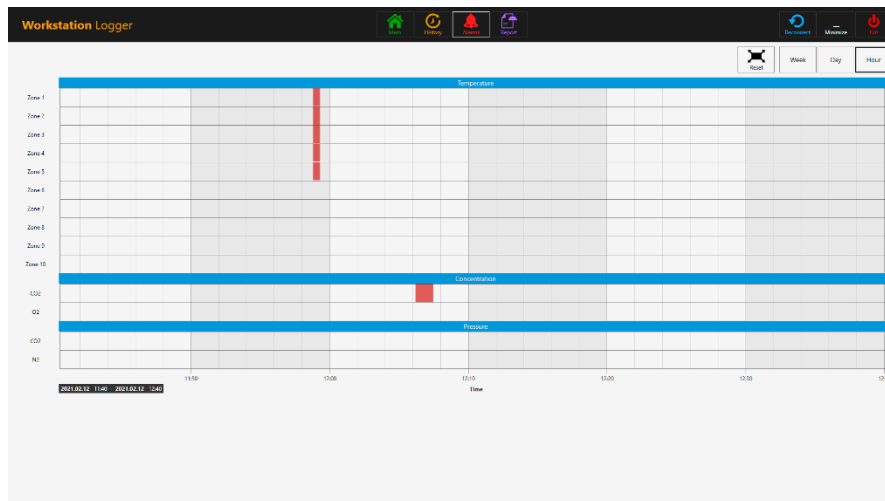 Workstation Logger
Main History Alarms Report Reconnect Minimize Exit
Reset Week Day Hour
Temperature
Zone 1
Zone 2
Zone 3
Zone 4
Zone 5
Zone 6
Zone 7
Zone 8
Zone 9
Zone 10
Concentration
CO2
O2
Pressure
CO2
N2
11:50 12:00 12:10 12:20 12:30
2021.02.12 11:40 2021.02.12 12:40
Time